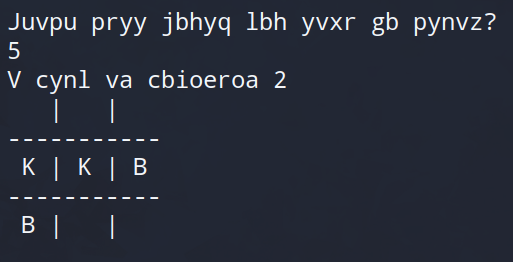 Juvpu pryy jbhyq lbh yvxr gb pynvz?
5
V cynl va cbioeroa 2
   |   |
-----------
 K | K | B
-----------
 B |   |